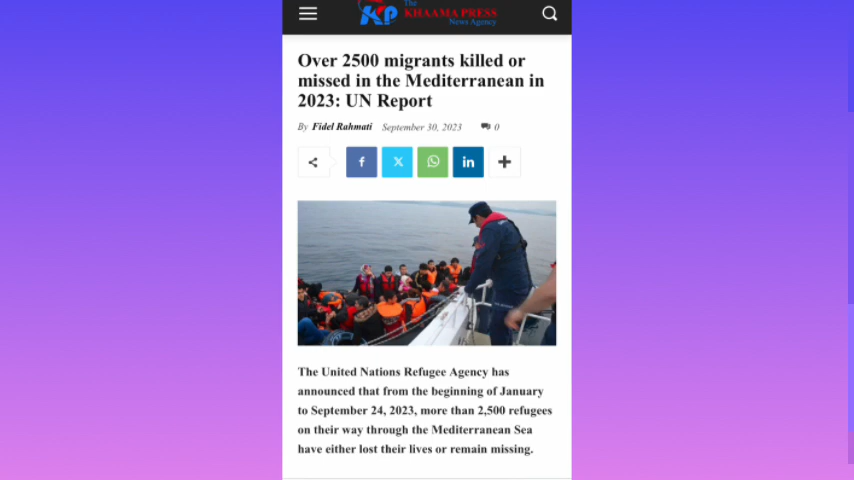 The
KHAAMA PRESS
KP
News Agency
Over 2500 migrants killed or
missed in the Mediterranean in
2023: UN Report
By Fidel Rahmati September 30, 2023 0
The United Nations Refugee Agency has
announced that from the beginning of January
to September 24, 2023, more than 2,500 refugees
on their way through the Mediterranean Sea
have either lost their lives or remain missing.